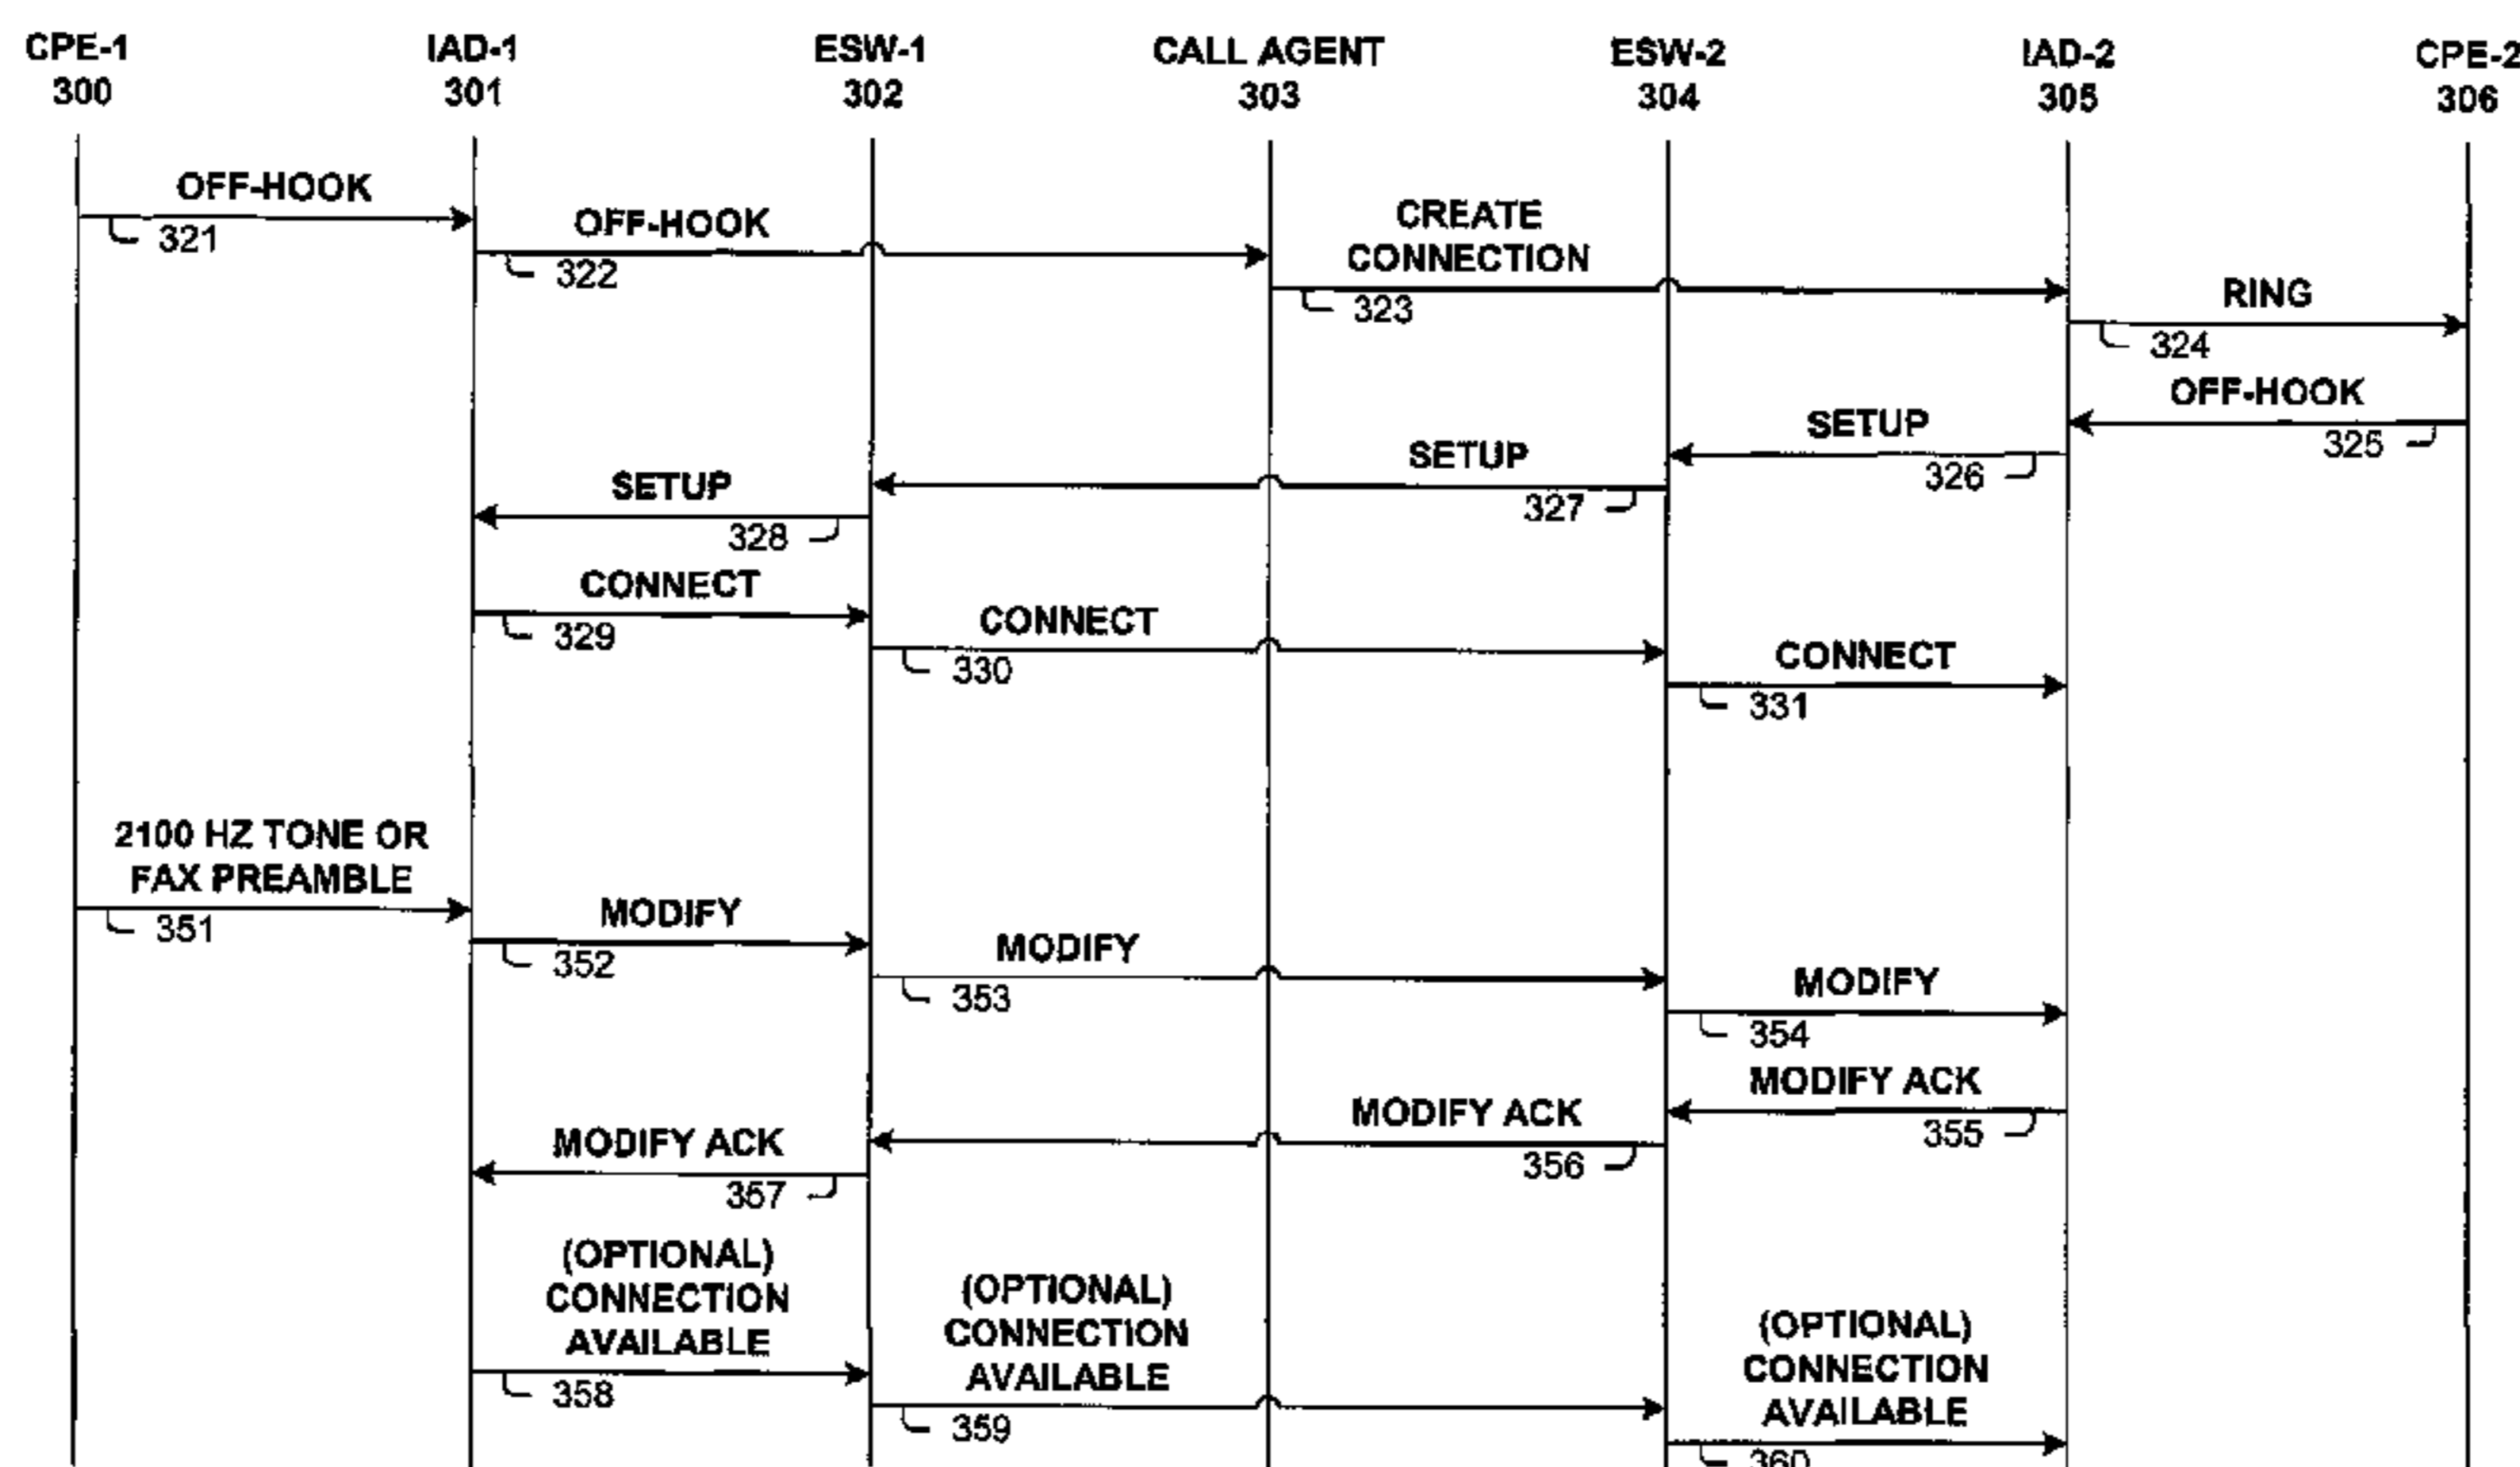 CPE-1
300
IAD-1
301
ESW-1
302
CALL AGENT
303
ESW-2
304
IAD-2
305
CPE-2
306
OFF-HOOK
321
OFF-HOOK
322
CREATE
CONNECTION
323
RING
324
OFF-HOOK
325
SETUP
326
SETUP
327
SETUP
328
CONNECT
329
CONNECT
330
CONNECT
331
2100 HZ TONE OR
FAX PREAMBLE
351
MODIFY
352
MODIFY
353
MODIFY
354
MODIFY ACK
355
MODIFY ACK
356
MODIFY ACK
357
(OPTIONAL)
CONNECTION
AVAILABLE
358
(OPTIONAL)
CONNECTION
AVAILABLE
359
(OPTIONAL)
CONNECTION
AVAILABLE
360